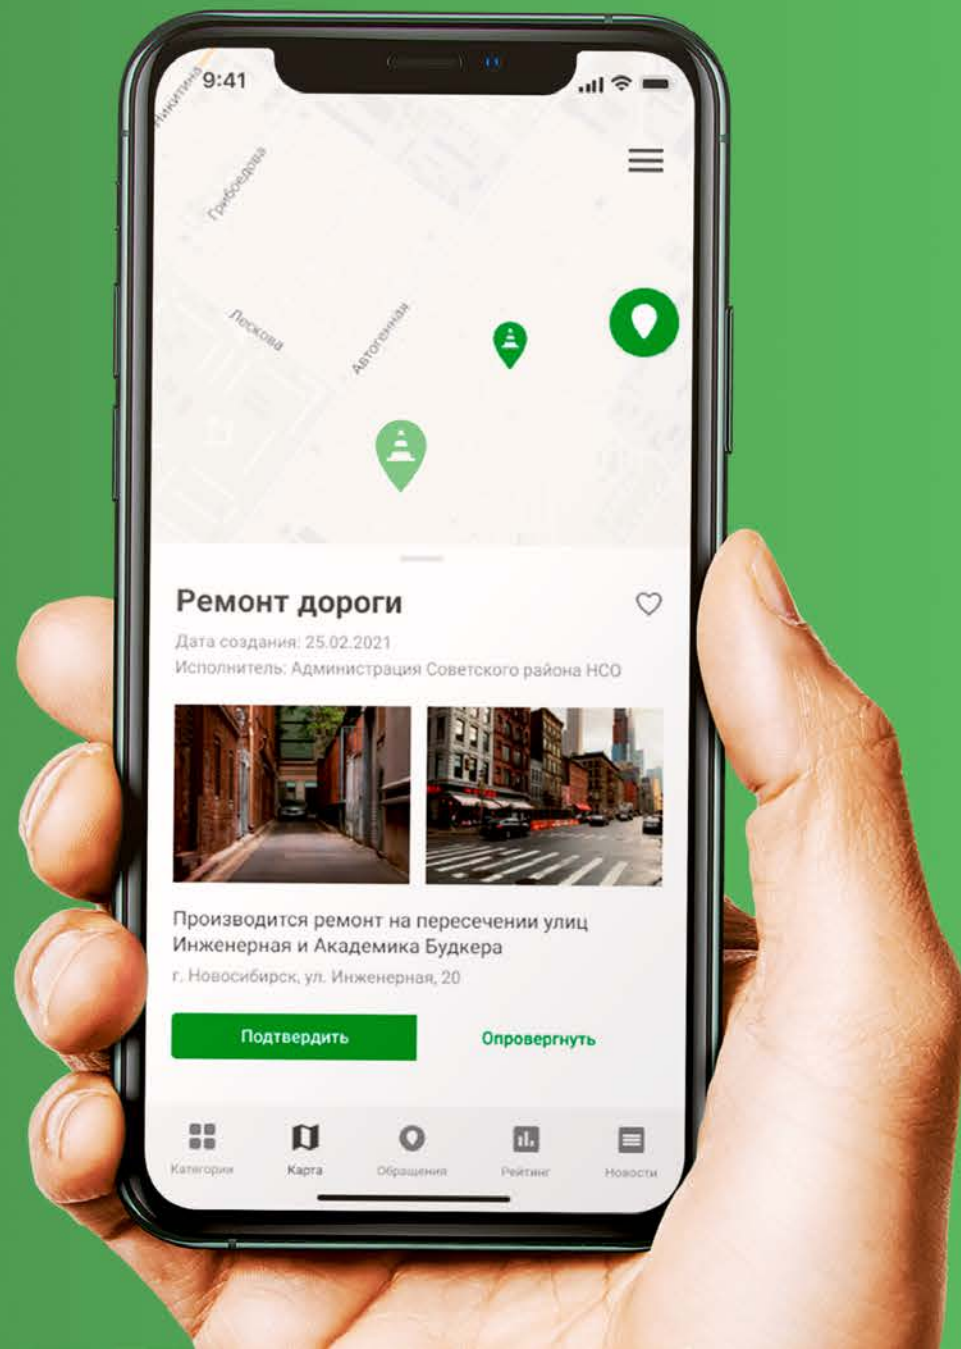 9:41
Никитина
Грибоедова
Лескова
Автогенная
Ремонт дороги
Дата создания: 25.02.2021
Исполнитель: Администрация Советского района НСО
Производится ремонт на пересечении улиц
Инженерная и Академика Будкера
г. Новосибирск, ул. Инженерная, 20
Подтвердить Опровергнуть
Категории Карта Обращения Рейтинг Новости